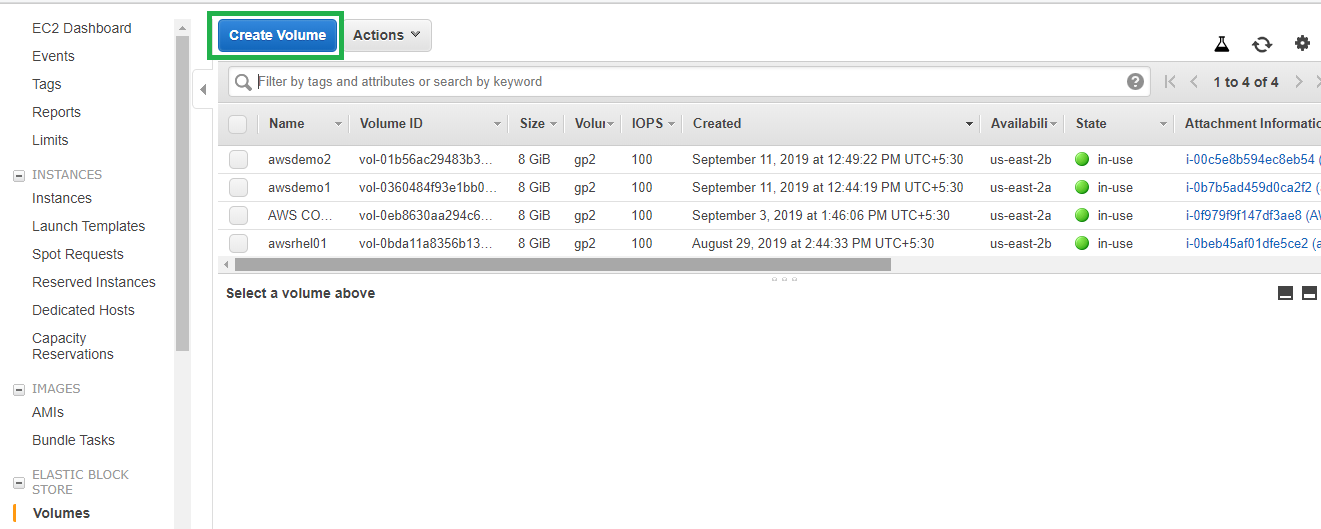 EC2 Dashboard
Events
Tags
Reports
Limits
INSTANCES
Instances
Launch Templates
Spot Requests
Reserved Instances
Dedicated Hosts
Capacity
Reservations
IMAGES
AMIs
Bundle Tasks
ELASTIC BLOCK
STORE
Volumes
Create Volume Actions
Filter by tags and attributes or search by keyword 1 to 4 of 4
Name Volume ID Size Volu IOPS Created Availabili State Attachment Informatio
awsdemo2 vol-01b56ac29483b3... 8 GiB gp2 100 September 11, 2019 at 12:49:22 PM UTC+5:30 us-east-2b in-use i-00c5e8b594ec8eb54 (
awsdemo1 vol-0360484f93e1bb0... 8 GiB gp2 100 September 11, 2019 at 12:44:19 PM UTC+5:30 us-east-2a in-use i-0b7b5ad459d0ca2f2 (
AWS CO... vol-0eb8630aa294c6... 8 GiB gp2 100 September 3, 2019 at 1:46:06 PM UTC+5:30 us-east-2a in-use i-0f979f9f147df3ae8 (AW
awsrhel01 vol-0bda11a8356b13... 8 GiB gp2 100 August 29, 2019 at 2:44:33 PM UTC+5:30 us-east-2b in-use i-0beb45af01dfe5ce2 (a
Select a volume above